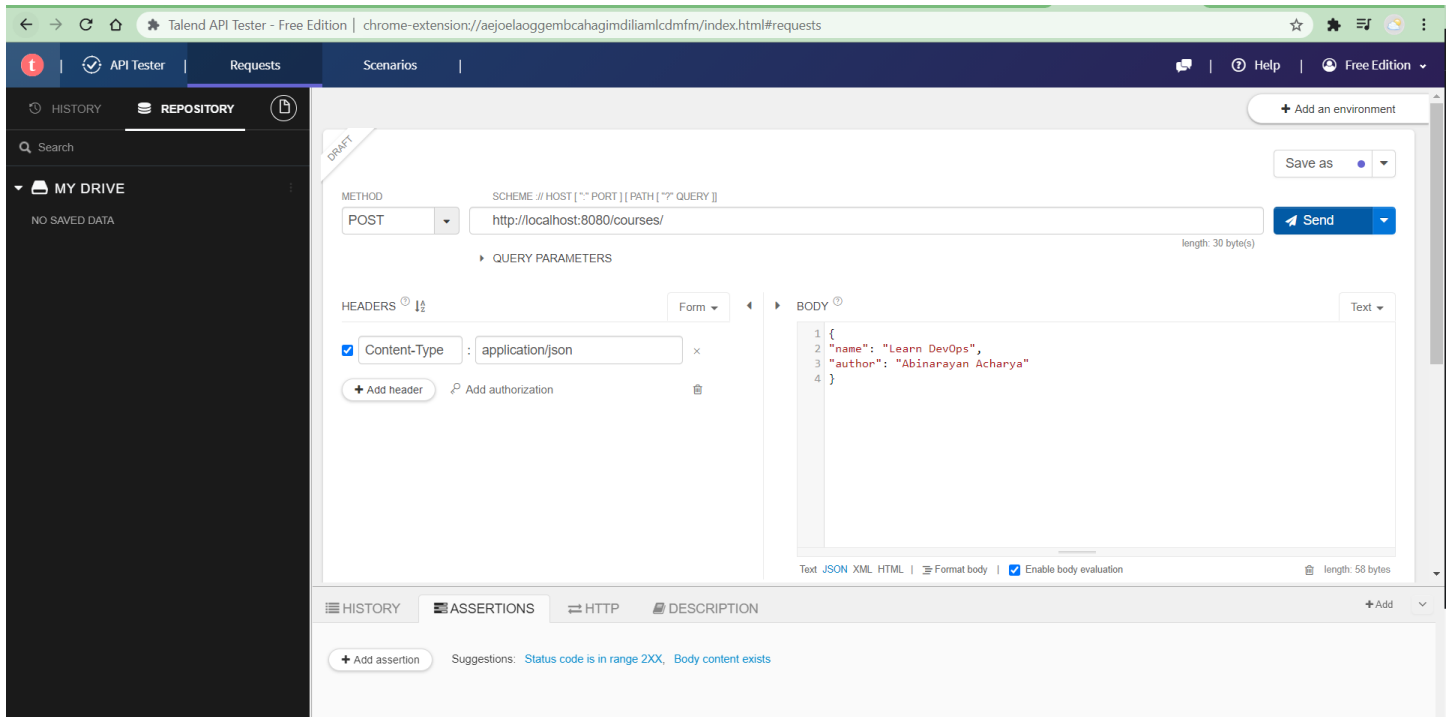 Talend API Tester - Free Edition | chrome-extension://aejoelaoggembcahagimdiliamlcdmfm/index.html#requests
t | API Tester | Requests Scenarios | | Help | Free Edition
HISTORY REPOSITORY
+ Add an environment
Search
DRAFT
Save as
MY DRIVE
METHOD SCHEME :// HOST [ ":" PORT ] [ PATH [ "?" QUERY ]]
NO SAVED DATA
POST http://localhost:8080/courses/ Send
length: 30 byte(s)
QUERY PARAMETERS
HEADERS ? Form BODY ? Text
1 {
Content-Type : application/json ×
2 "name": "Learn DevOps",
3 "author": "Abinarayan Acharya"
4 }
+ Add header Add authorization
Text JSON XML HTML | Format body | Enable body evaluation length: 58 bytes
HISTORY ASSERTIONS HTTP DESCRIPTION + Add
+ Add assertion Suggestions: Status code is in range 2XX, Body content exists